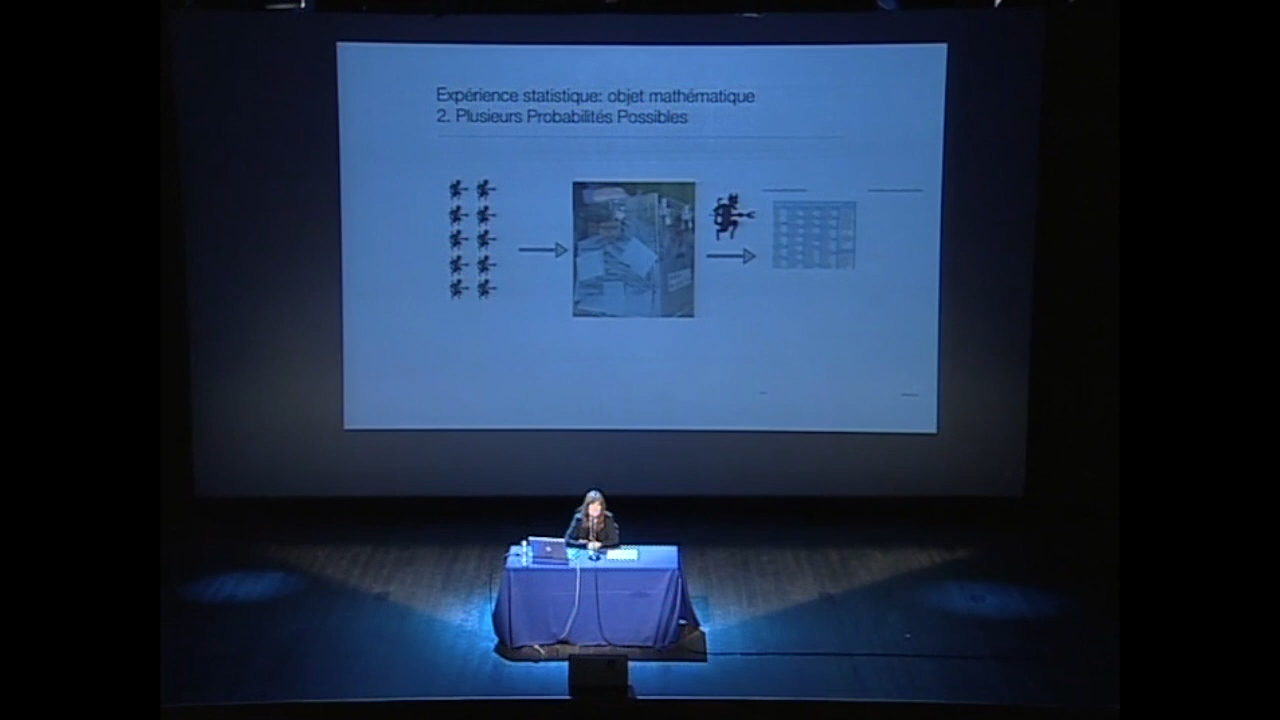 Expérience statistique: objet mathématique
2. Plusieurs Probabilités Possibles